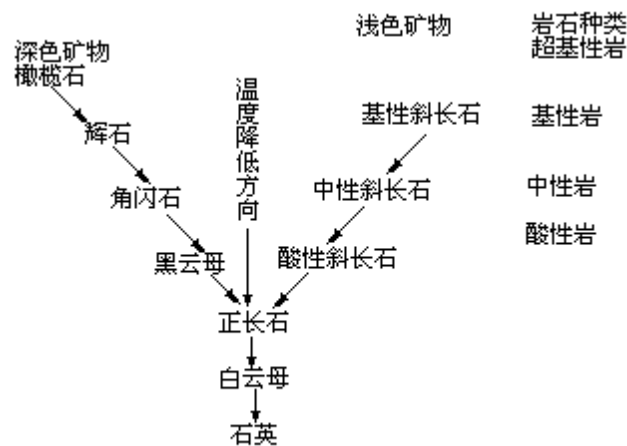 浅色矿物
岩石种类
超基性岩
深色矿物
橄榄石
温度降低方向
基性斜长石
基性岩
辉石
角闪石
中性斜长石
中性岩
酸性岩
黑云母
酸性斜长石
正长石
白云母
石英